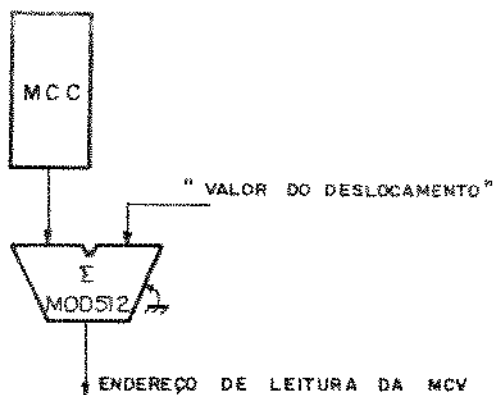 MCC
" VALOR DO DESLOCAMENTO"
Σ
MOD512
ENDEREÇO DE LEITURA DA MCV